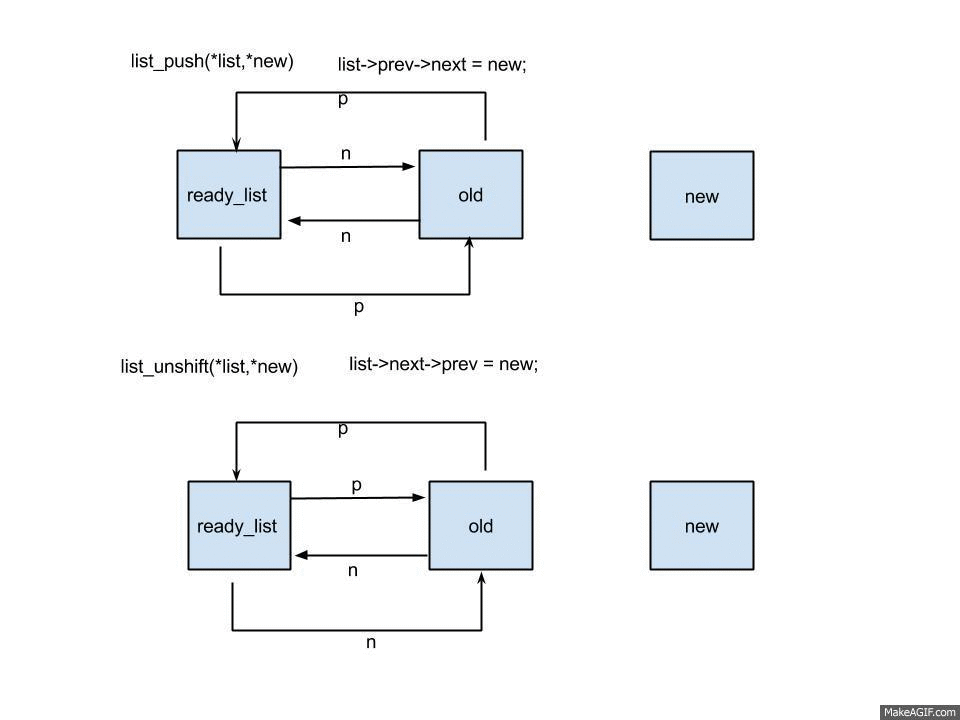 list_push(*list,*new)
list->prev->next = new;
p
n
ready_list
old
new
n
p
list_unshift(*list,*new)
list->next->prev = new;
p
p
ready_list
old
new
n
n
MakeAGIF.com